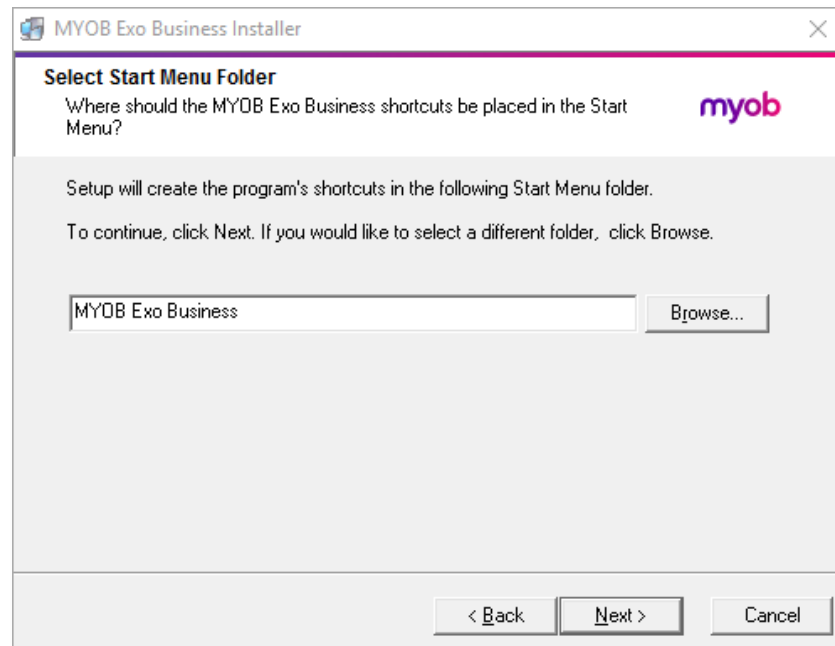 MYOB Exo Business Installer
Select Start Menu Folder
Where should the MYOB Exo Business shortcuts be placed in the Start
Menu?
myob
Setup will create the program's shortcuts in the following Start Menu folder.
To continue, click Next. If you would like to select a different folder,  click Browse.
MYOB Exo Business
Browse...
< Back
Next >
Cancel